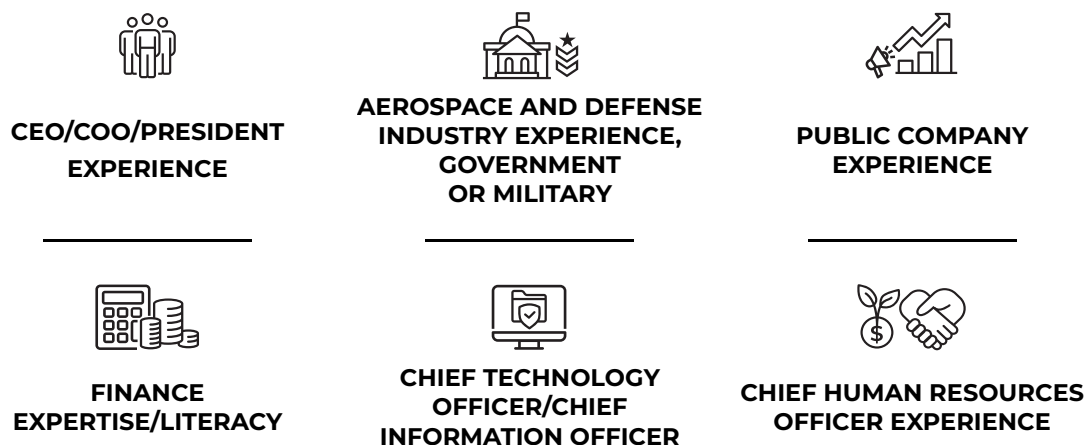 CEO/COO/PRESIDENT
EXPERIENCE
AEROSPACE AND DEFENSE
INDUSTRY EXPERIENCE,
GOVERNMENT
OR MILITARY
PUBLIC COMPANY
EXPERIENCE
FINANCE
EXPERTISE/LITERACY
CHIEF TECHNOLOGY
OFFICER/CHIEF
INFORMATION OFFICER
$
CHIEF HUMAN RESOURCES
OFFICER EXPERIENCE